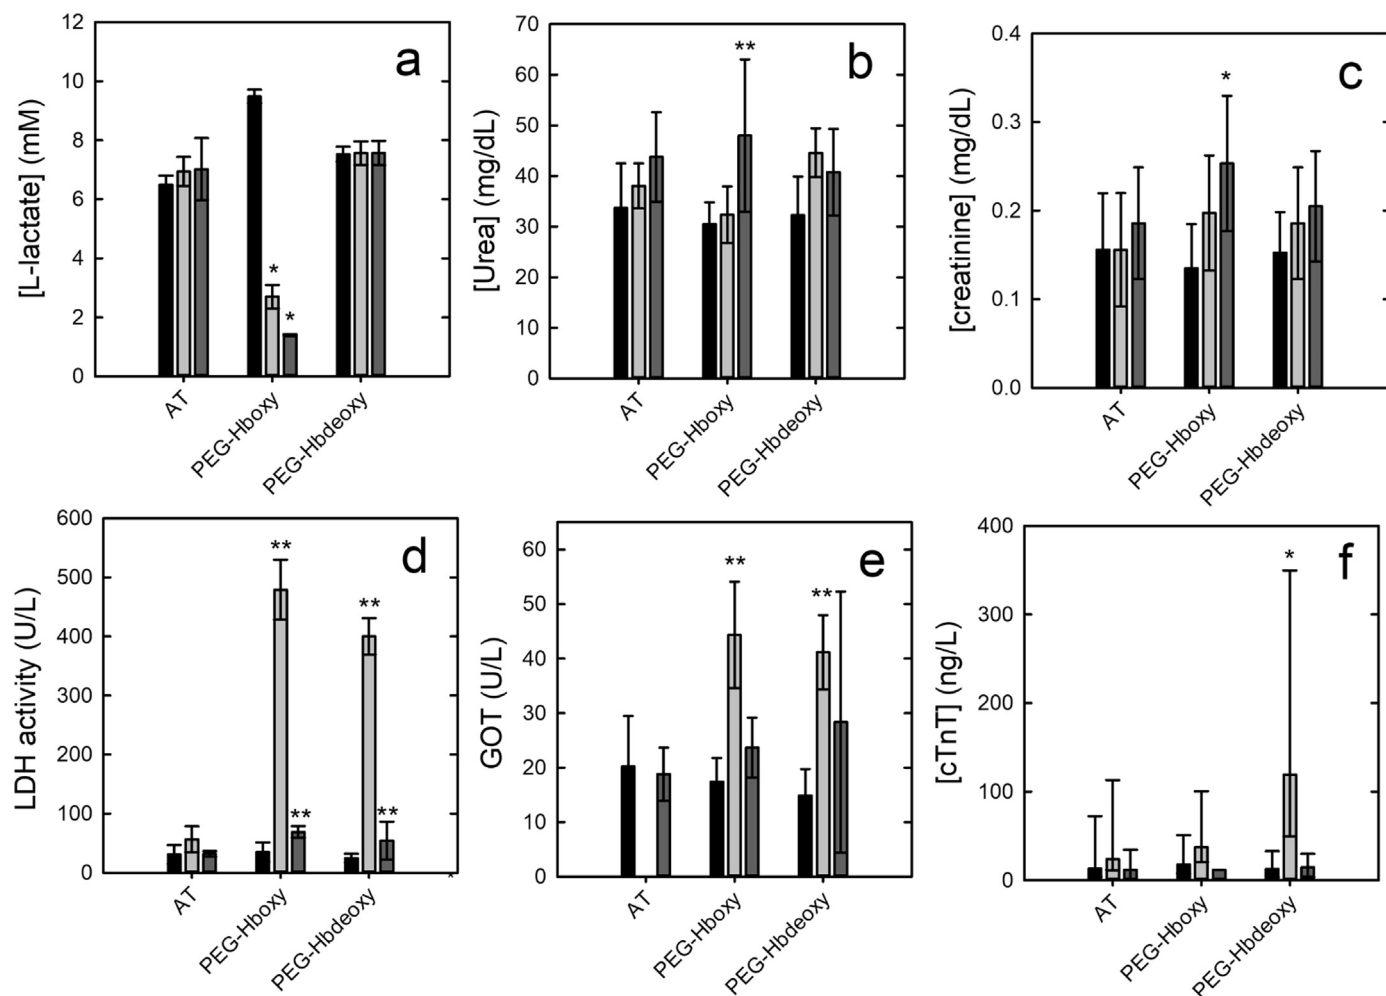 a
[L-lactate] (mM)
12
10
8
6
4
2
0
*
*
AT
PEG-Hboxy
PEG-Hbdeoxy
b
[Urea] (mg/dL)
70
60
50
40
30
20
10
0
**
AT
PEG-Hboxy
PEG-Hbdeoxy
c
[creatinine] (mg/dL)
0.4
0.3
0.2
0.1
0.0
*
AT
PEG-Hboxy
PEG-Hbdeoxy
d
LDH activity (U/L)
600
500
400
300
200
100
0
**
**
**
**
AT
PEG-Hboxy
PEG-Hbdeoxy
e
GOT (U/L)
60
50
40
30
20
10
0
**
**
AT
PEG-Hboxy
PEG-Hbdeoxy
f
[cTnT] (ng/L)
400
300
200
100
0
*
AT
PEG-Hboxy
PEG-Hbdeoxy